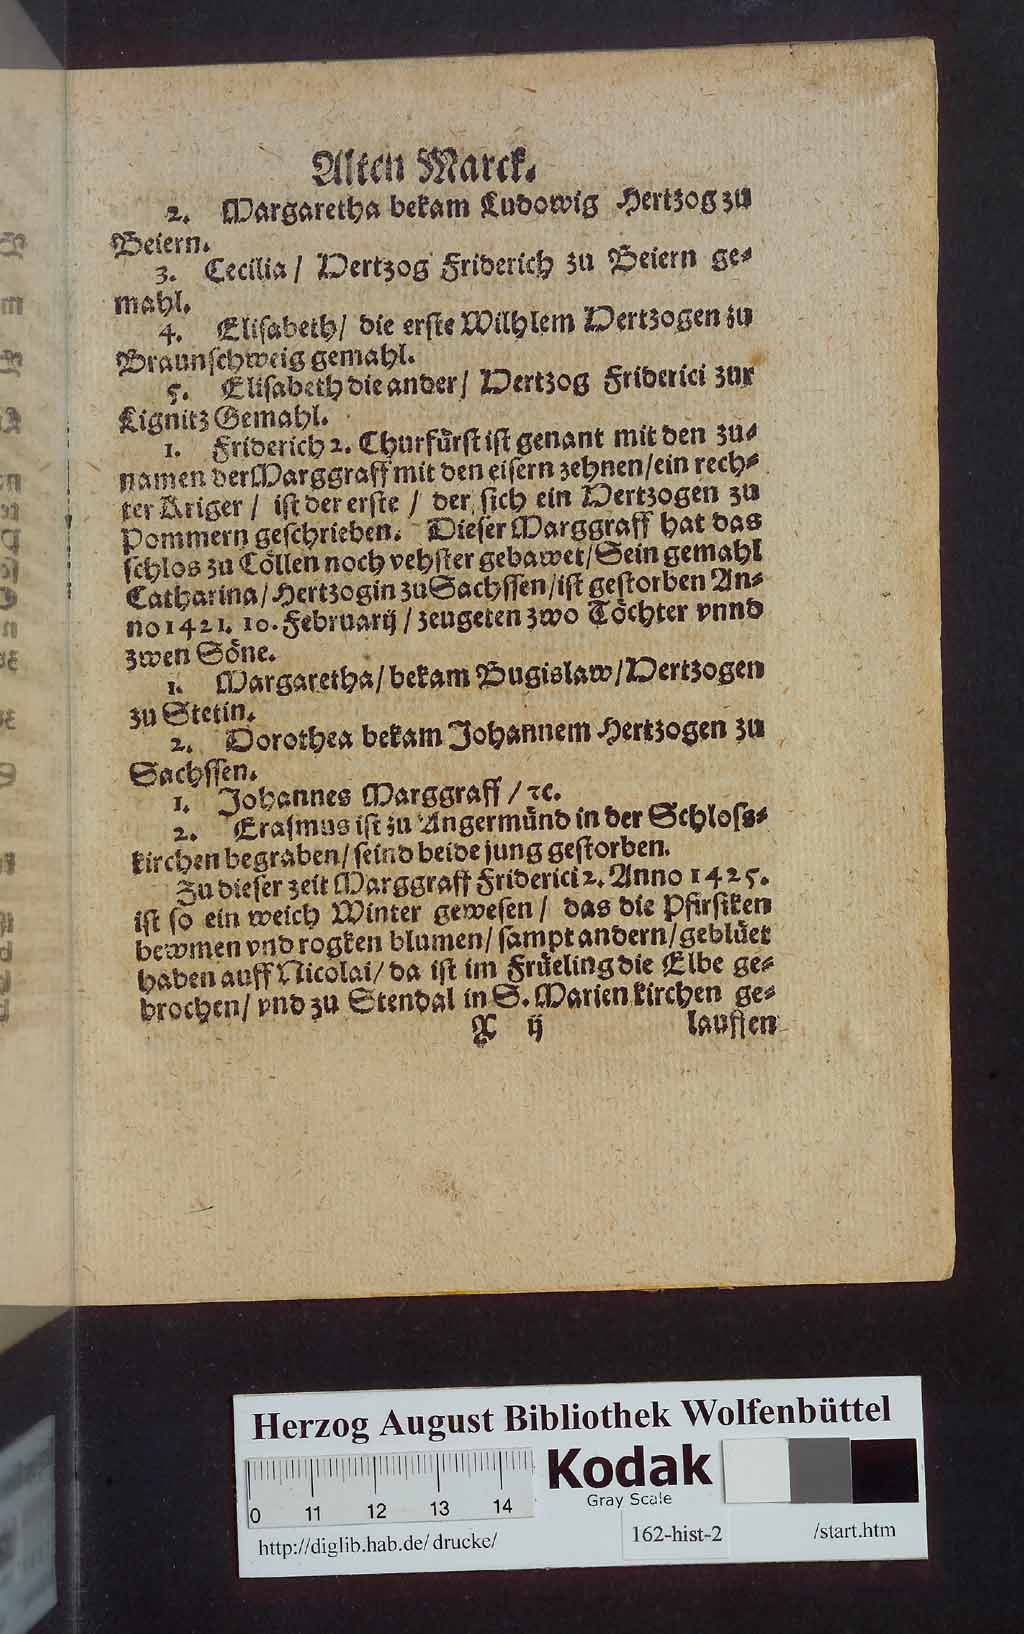 Alten Marck.
2. Margaretha bekam Ludowig Hertzog zu
Beiern.
3. Cecilia / Hertzog Friderich zu Beiern ge⸗
mahl.
4. Elisabeth / die erste Wilhlem Hertzogen zu
Braunschweig gemahl.
5. Elisabeth die ander / Hertzog Friderici zur
Lignitz Gemahl.
1. Friderich 2. Churfürst ist genant mit den zu⸗
namen der Marggraff mit den eisern zehnen / ein rech⸗
ter Kriger / ist der erste / der sich ein Hertzogen zu
Pommern geschrieben. Dieser Marggraff hat das
schlos zu Cöllen noch vehster gebawet / Sein gemahl
Catharina / Hertzogin zu Sachssen / ist gestorben An⸗
no 1421. 10. Februarij / zeugeten zwo Töchter vnnd
zwen Söne.
1. Margaretha / bekam Bugislaw / Hertzogen
zu Stetin.
2. Dorothea bekam Johannem Hertzogen zu
Sachssen.
1. Johannes Marggraff / ꝛc.
2. Erasmus ist zu Angermünd in der Schloss⸗
kirchen begraben / seind beide jung gestorben.
Zu dieser zeit Marggraff Friderici 2. Anno 1425.
ist so ein weich Winter gewesen / das die Pfirsiken
bewmen vnd rogken blumen / sampt andern / geblüet
haben auff Nicolai / da ist im Früeling die Elbe ge⸗
brochen / vnd zu Stendal in S. Marien kirchen ge⸗
X ij lauffen
Herzog August Bibliothek Wolfenbüttel
Kodak
Gray Scale
0 11 12 13 14
http://diglib.hab.de/drucke/ 162-hist-2 /start.htm